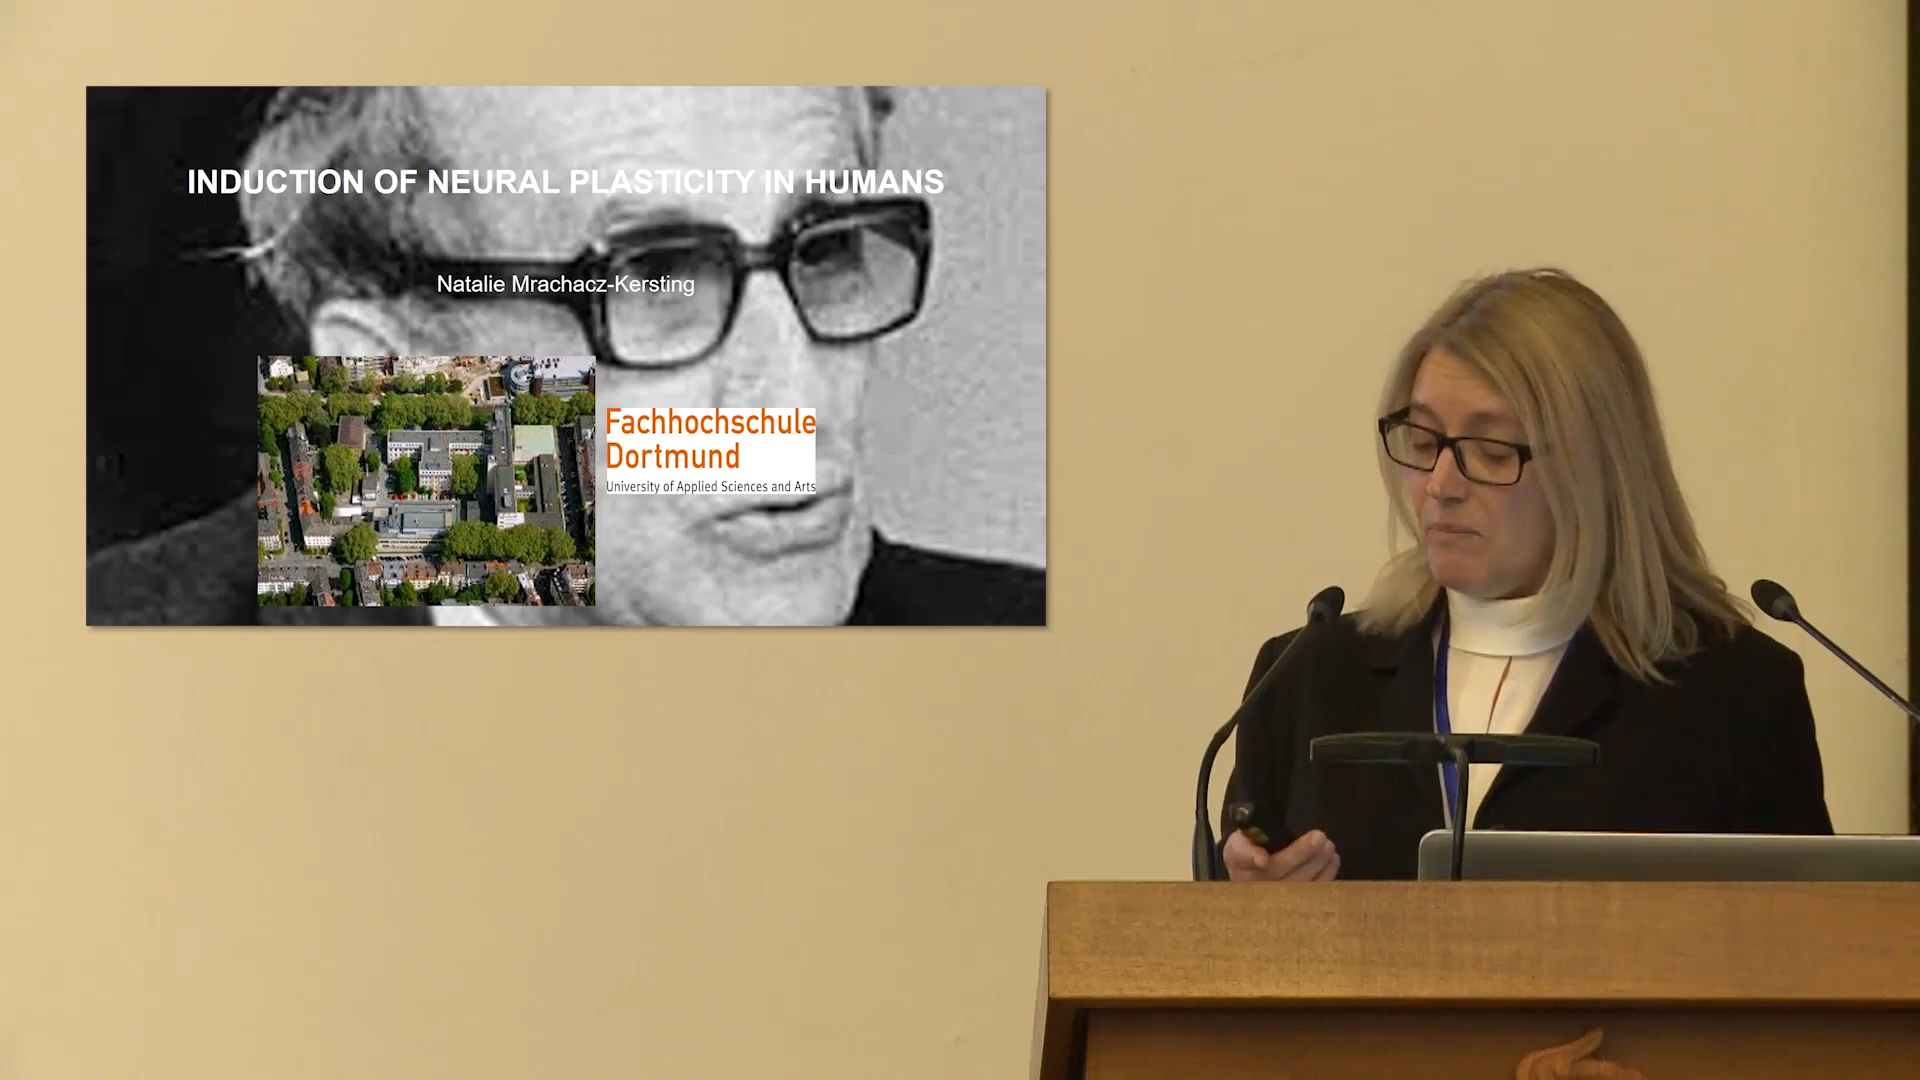 INDUCTION OF NEURAL PLASTICITY IN HUMANS
Natalie Mrachacz-Kersting
Fachhochschule
Dortmund
University of Applied Sciences and Arts